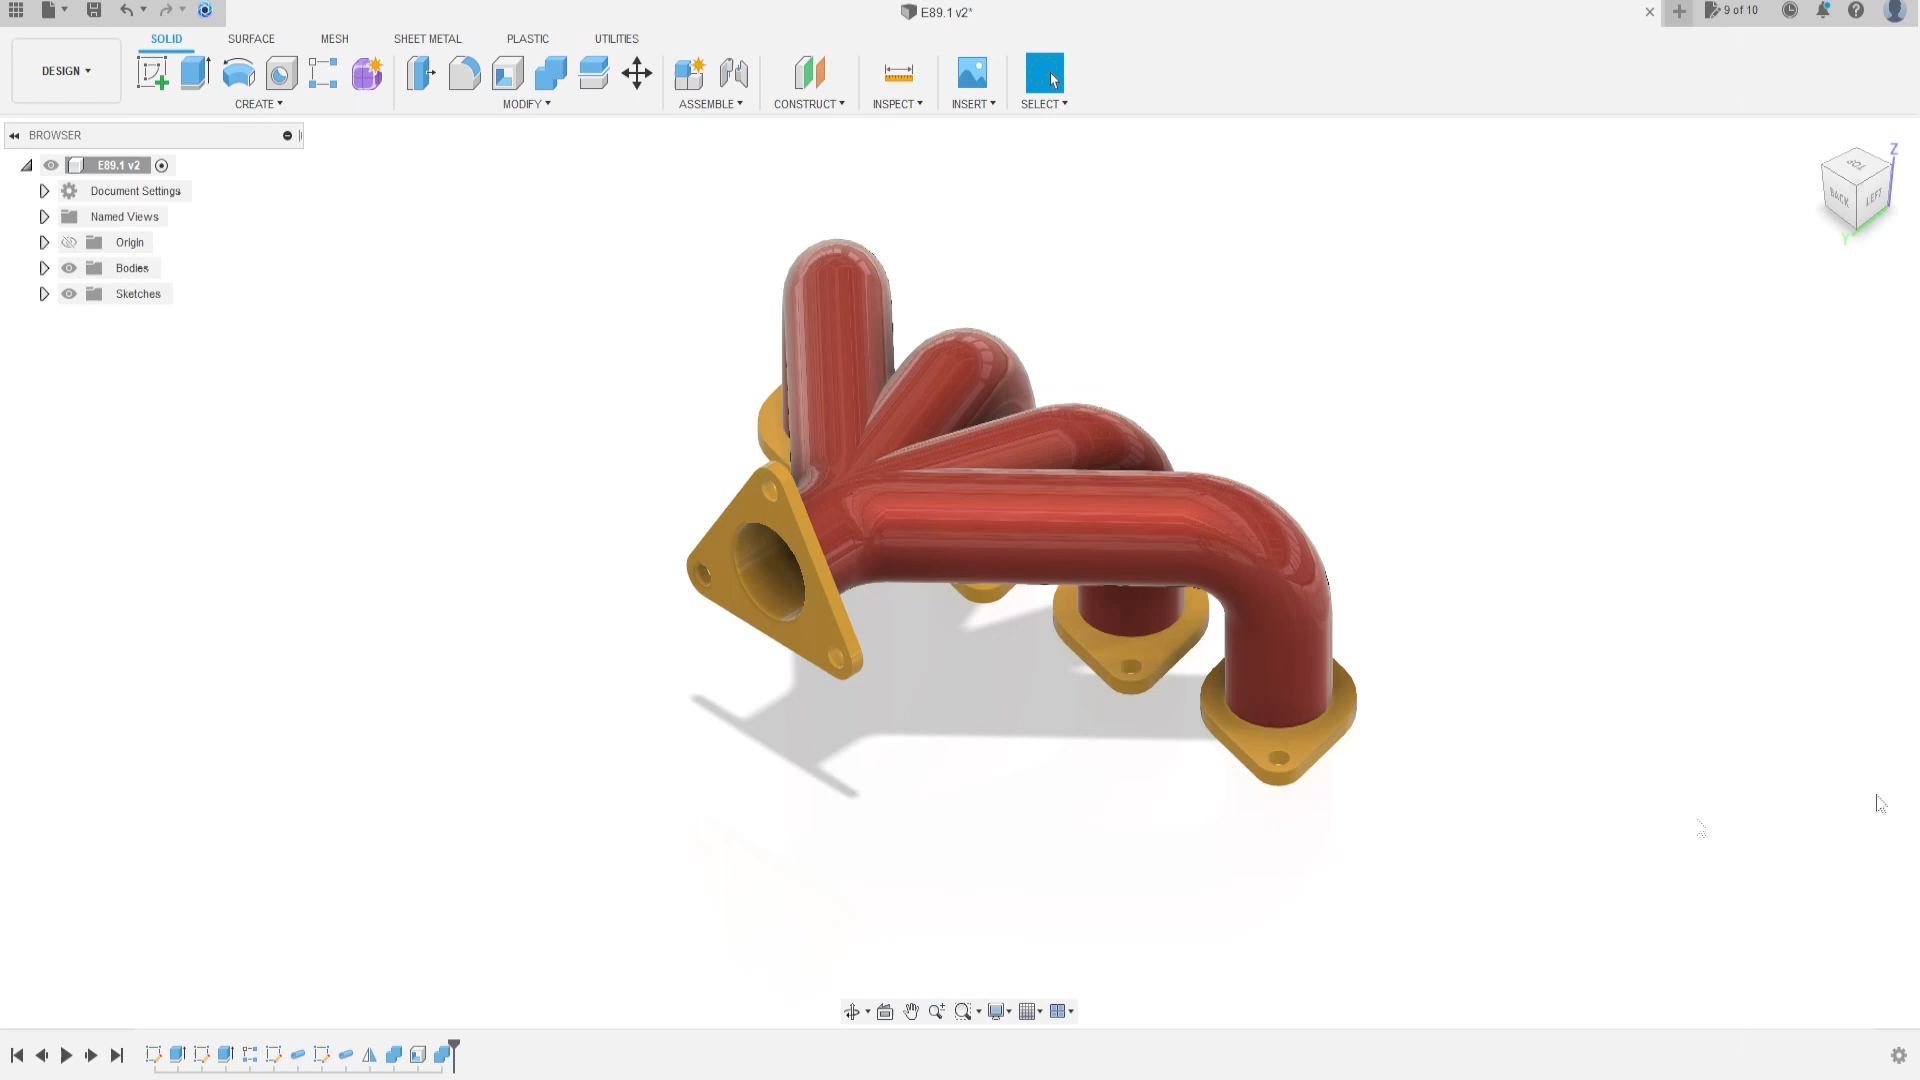 E89.1 v2*
9 of 10
SOLID SURFACE MESH SHEET METAL PLASTIC UTILITIES
DESIGN
CREATE MODIFY ASSEMBLE CONSTRUCT INSPECT INSERT SELECT
BROWSER
E89.1 v2
Document Settings
Named Views
Origin
Bodies
Sketches
Z
TOP
BACK LEFT
Y